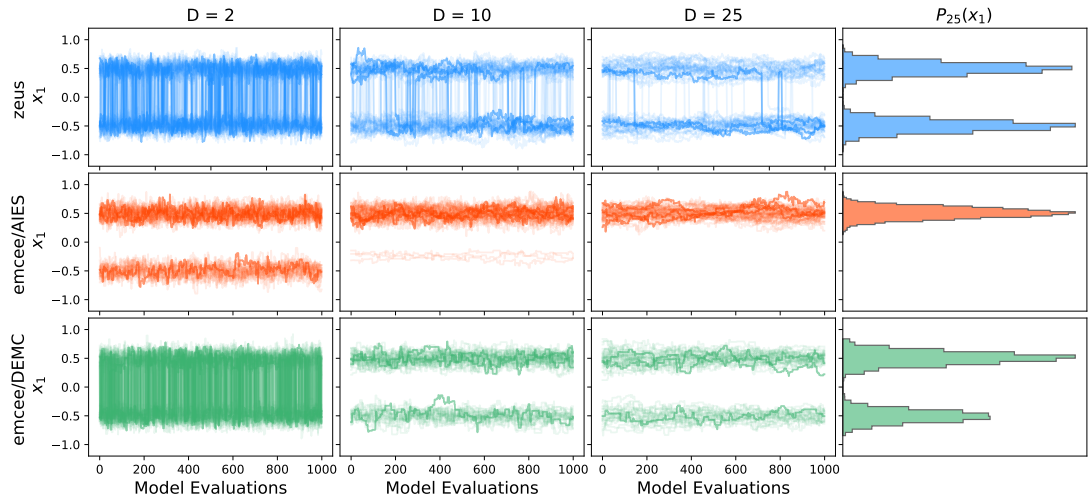 D = 2
D = 10
D = 25
P₂₅(x₁)
zeus
x₁
1.0
0.5
0.0
−0.5
−1.0
emcee/AIES
x₁
1.0
0.5
0.0
−0.5
−1.0
emcee/DEMC
x₁
1.0
0.5
0.0
−0.5
−1.0
0 200 400 600 800 1000
0 200 400 600 800 1000
0 200 400 600 800 1000
Model Evaluations
Model Evaluations
Model Evaluations